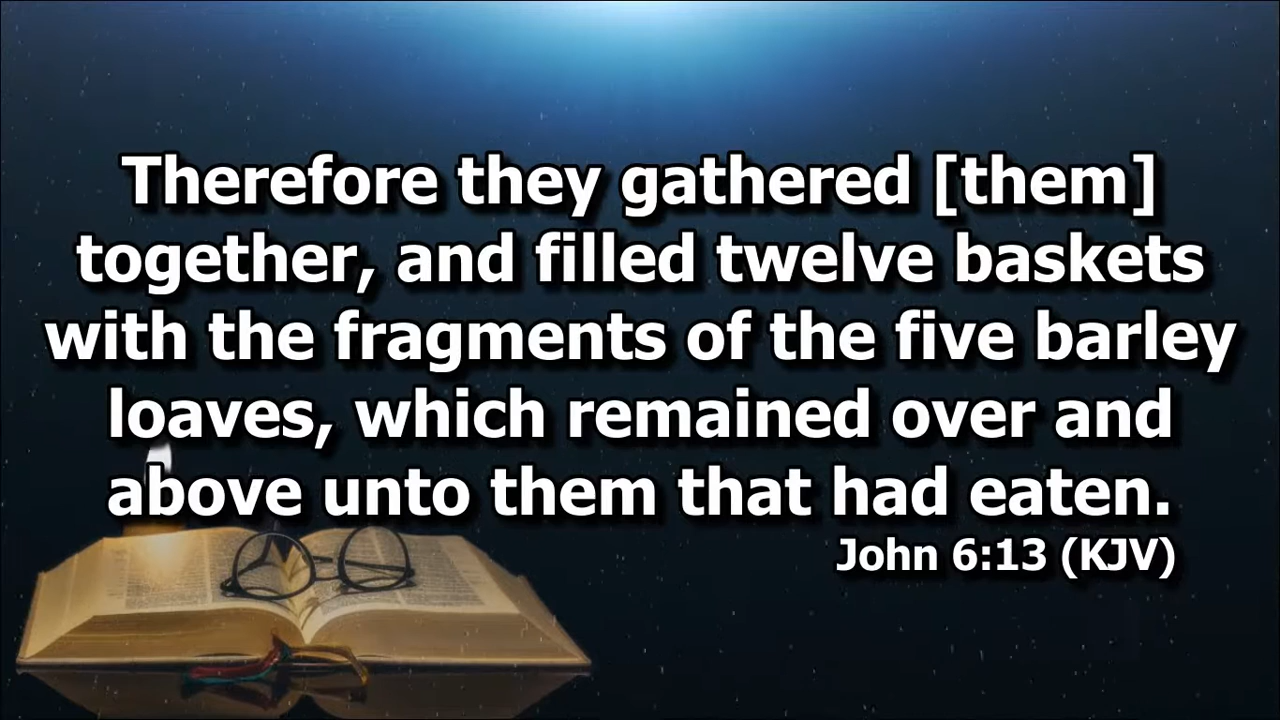 Therefore they gathered [them]
together, and filled twelve baskets
with the fragments of the five barley
loaves, which remained over and
above unto them that had eaten.
John 6:13 (KJV)